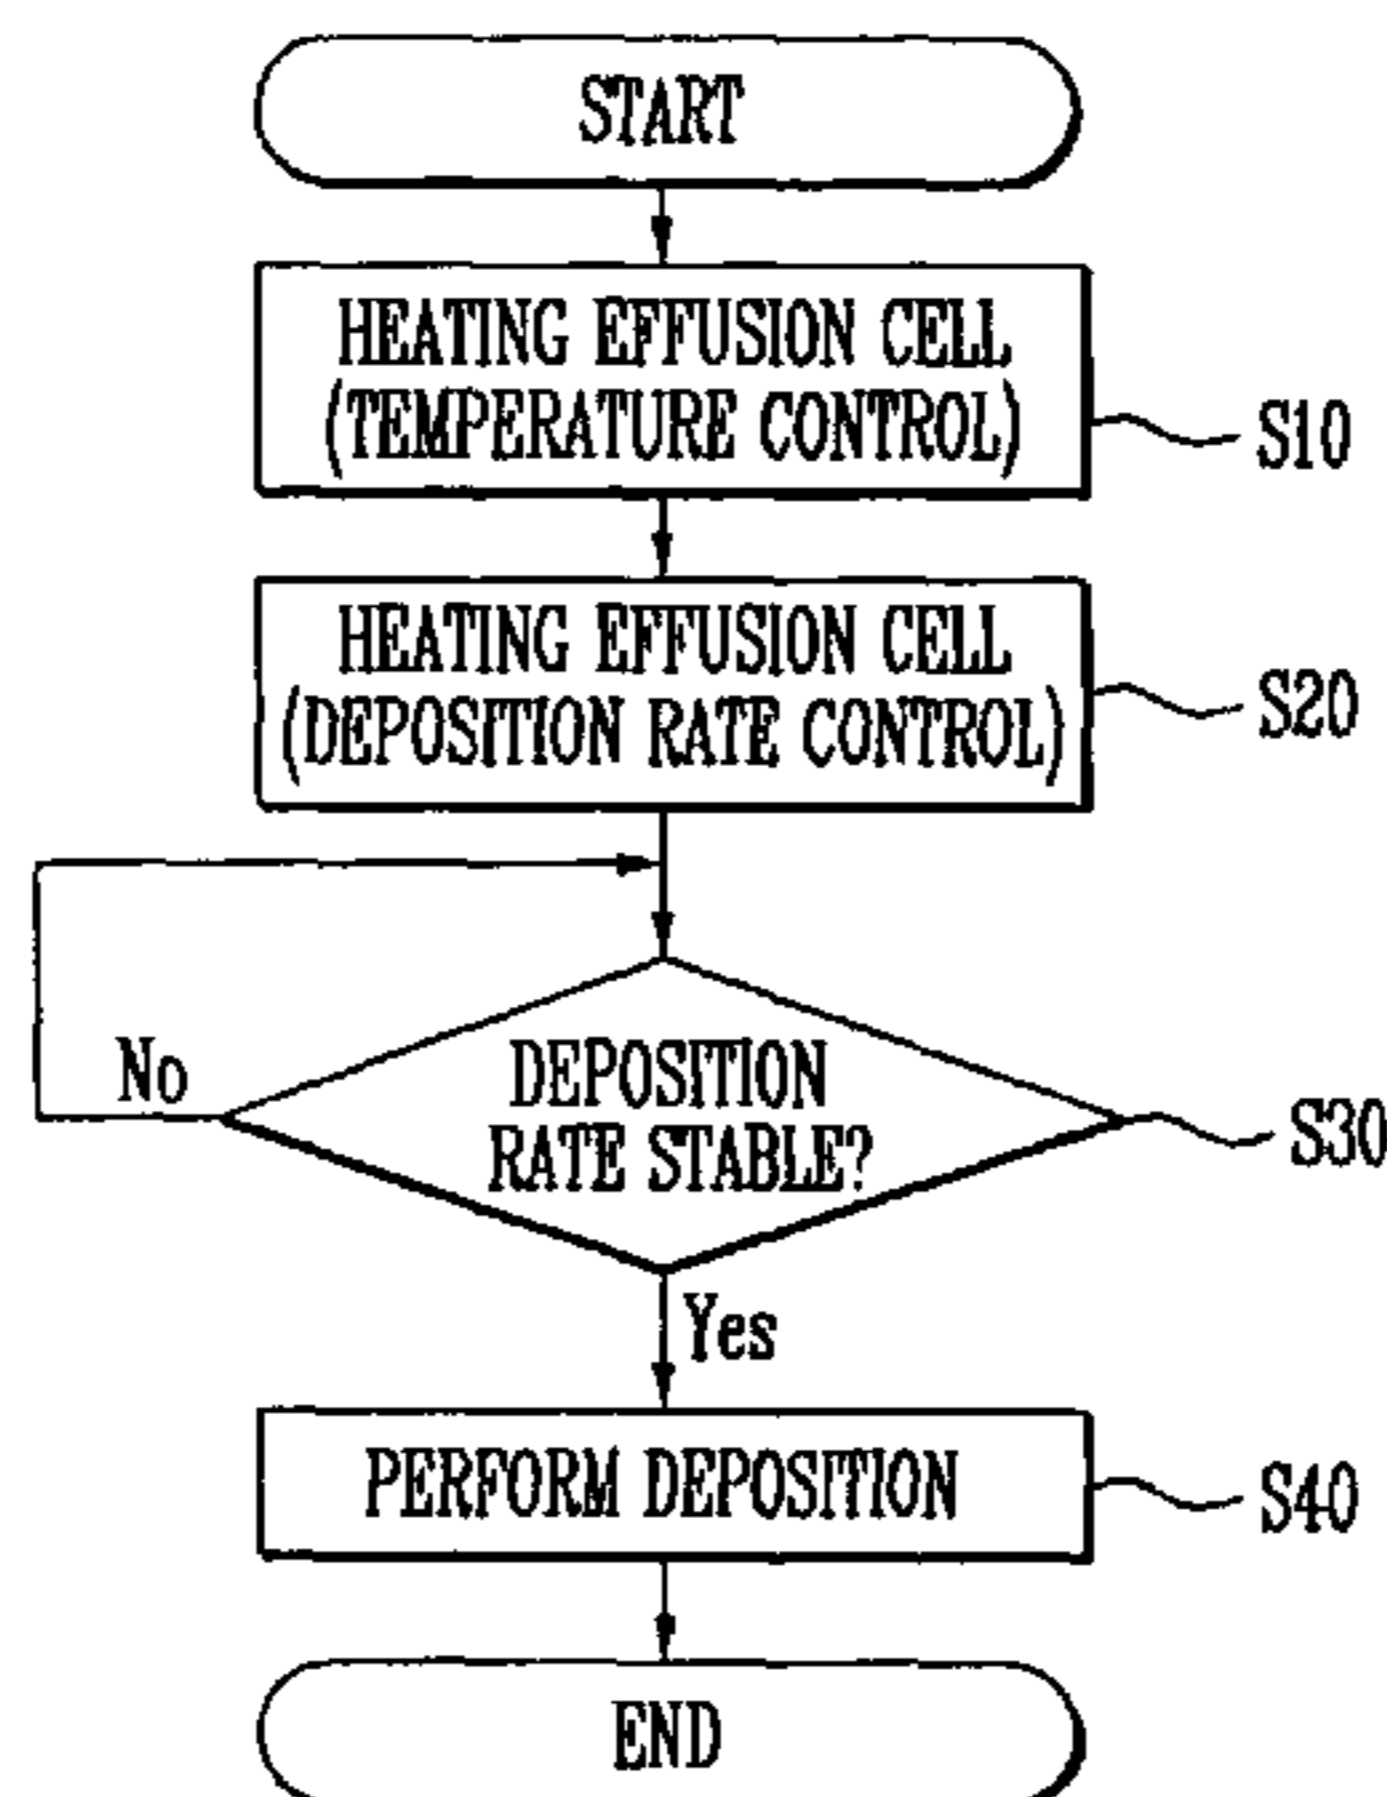 START
HEATING EFFUSION CELL
(TEMPERATURE CONTROL)
S10
HEATING EFFUSION CELL
(DEPOSITION RATE CONTROL)
S20
No
DEPOSITION
RATE STABLE?
S30
Yes
PERFORM DEPOSITION
S40
END